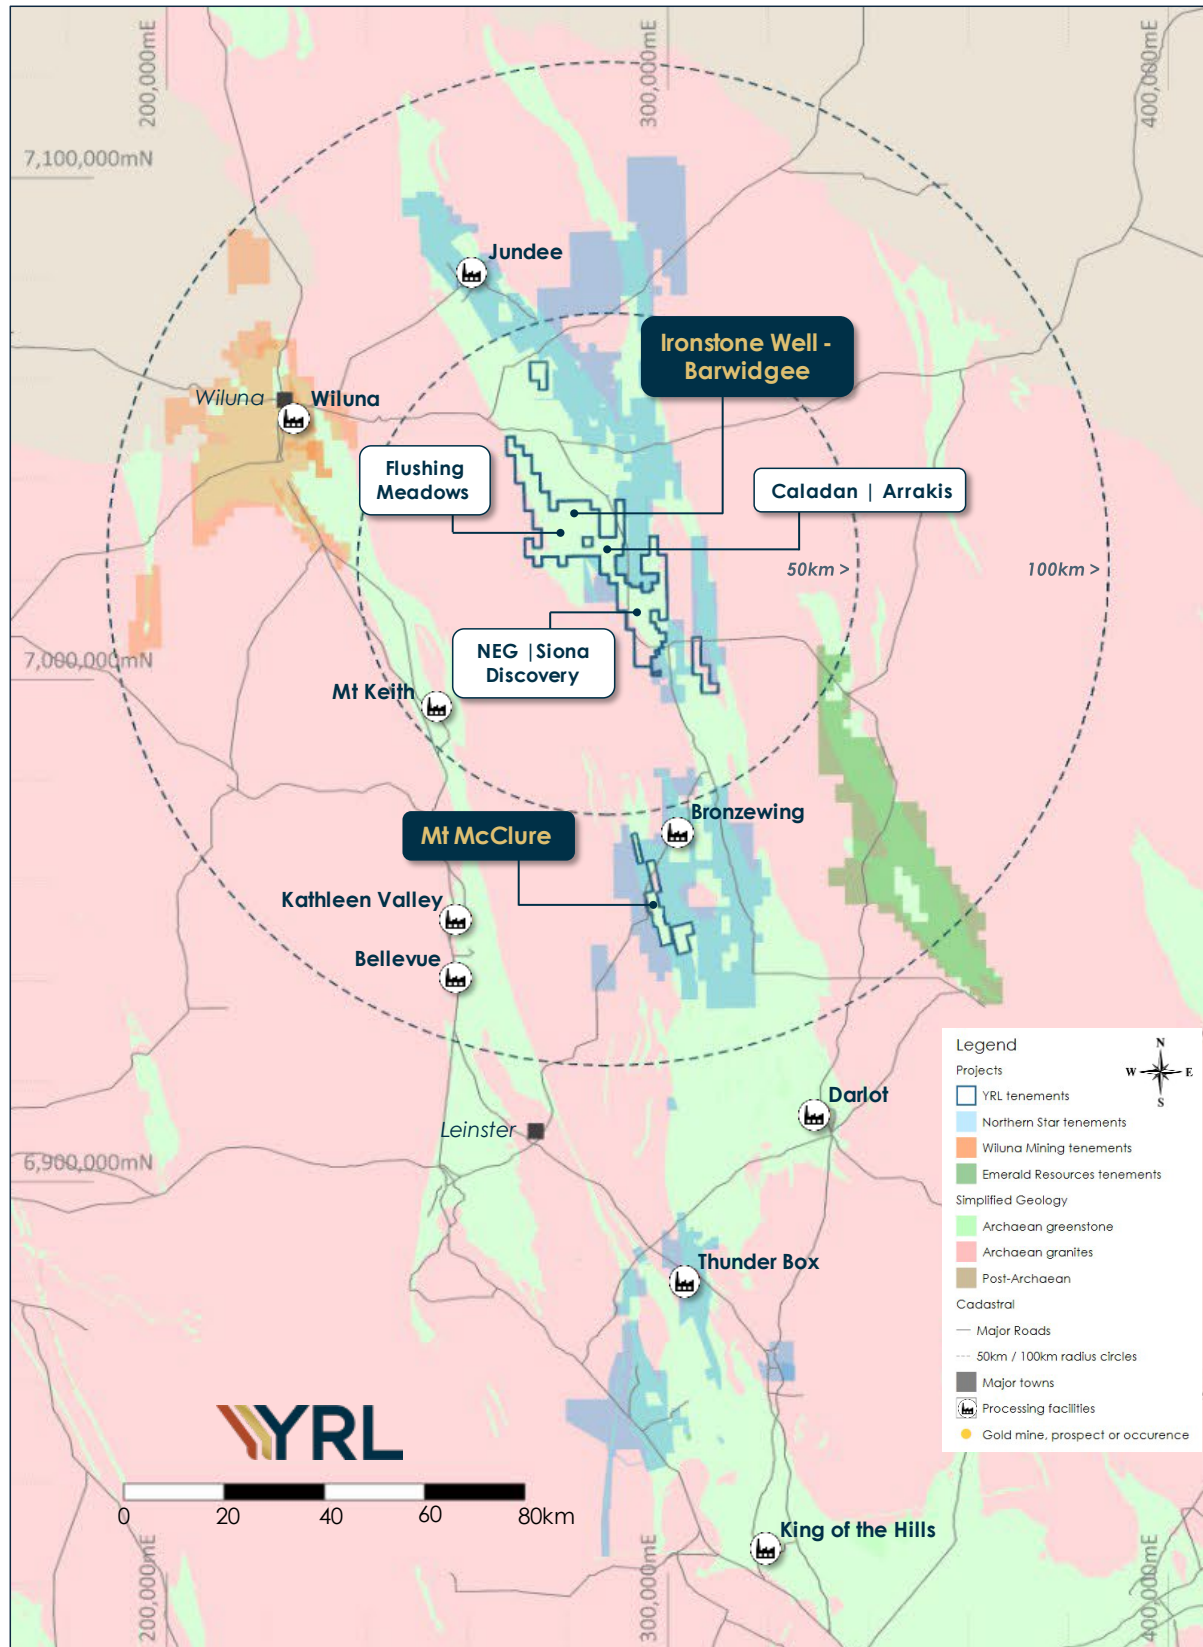 200,000mE
300,000mE
400,000mE
7,100,000mN
Jundee
Ironstone Well -
Barwidgee
Wiluna
Wiluna
Flushing
Meadows
Caladan | Arrakis
50km >
100km >
NEG |Siona
Discovery
7,000,000mN
Mt Keith
Bronzewing
Mt McClure
Kathleen Valley
Bellevue
Legend
Projects
YRL tenements
Northern Star tenements
Wiluna Mining tenements
Emerald Resources tenements
Simplified Geology
Archaean greenstone
Archaean granites
Post-Archaean
Cadastral
Major Roads
50km / 100km radius circles
Major towns
Processing facilities
Gold mine, prospect or occurence
N
W
E
S
Darlot
Leinster
6,900,000mN
Thunder Box
YRL
0 20 40 60 80km
King of the Hills
200,000mE
300,000mE
400,000mE